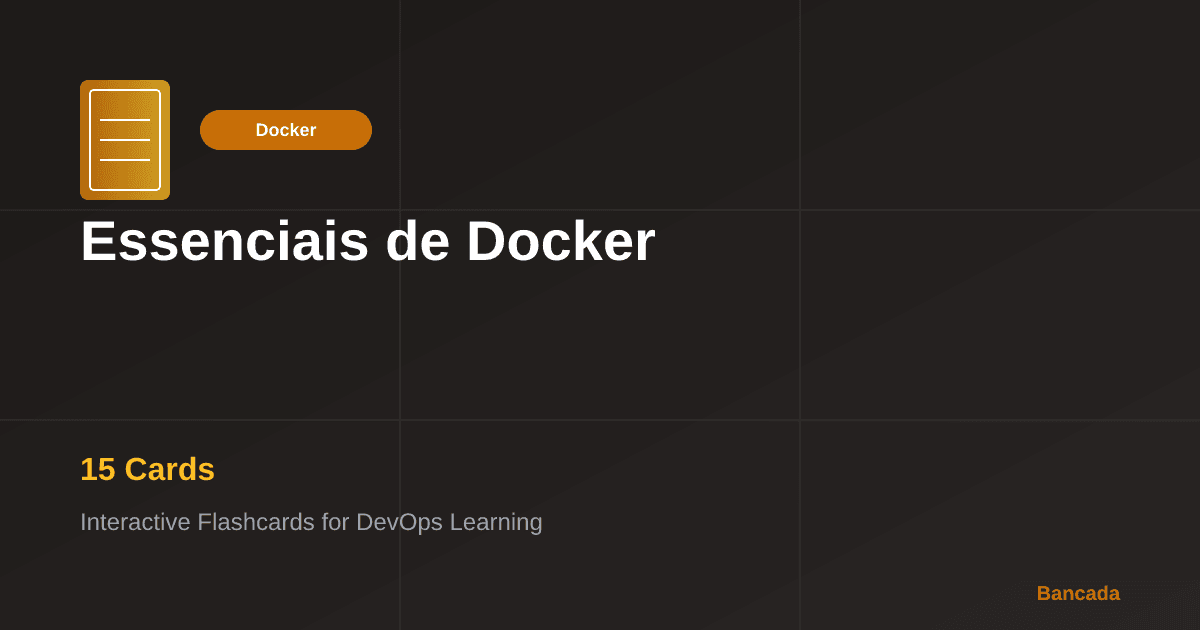 Docker
Essenciais de Docker
15 Cards
Interactive Flashcards for DevOps Learning
Bancada